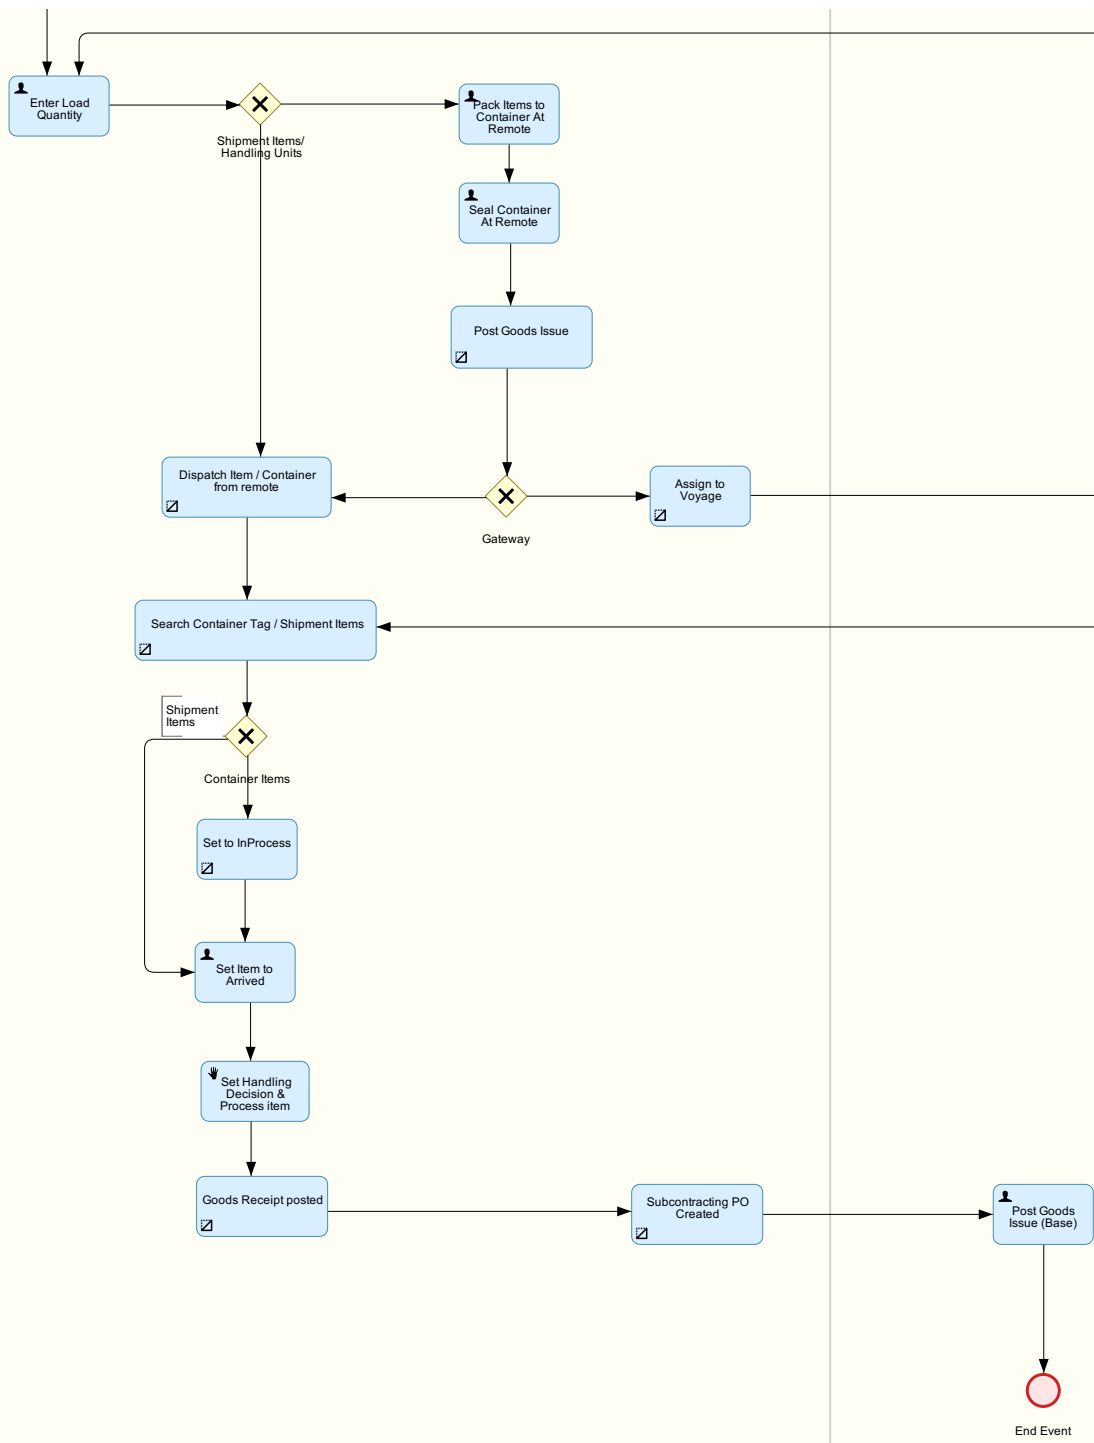 Enter Load
Quantity
Shipment Items/
Handling Units
Pack Items to
Container At
Remote
Seal Container
At Remote
Post Goods Issue
Dispatch Item / Container
from remote
Gateway
Assign to
Voyage
Search Container Tag / Shipment Items
Shipment
Items
Container Items
Set to InProcess
Set Item to
Arrived
Set Handling
Decision &
Process item
Goods Receipt posted
Subcontracting PO
Created
Post Goods
Issue (Base)
End Event